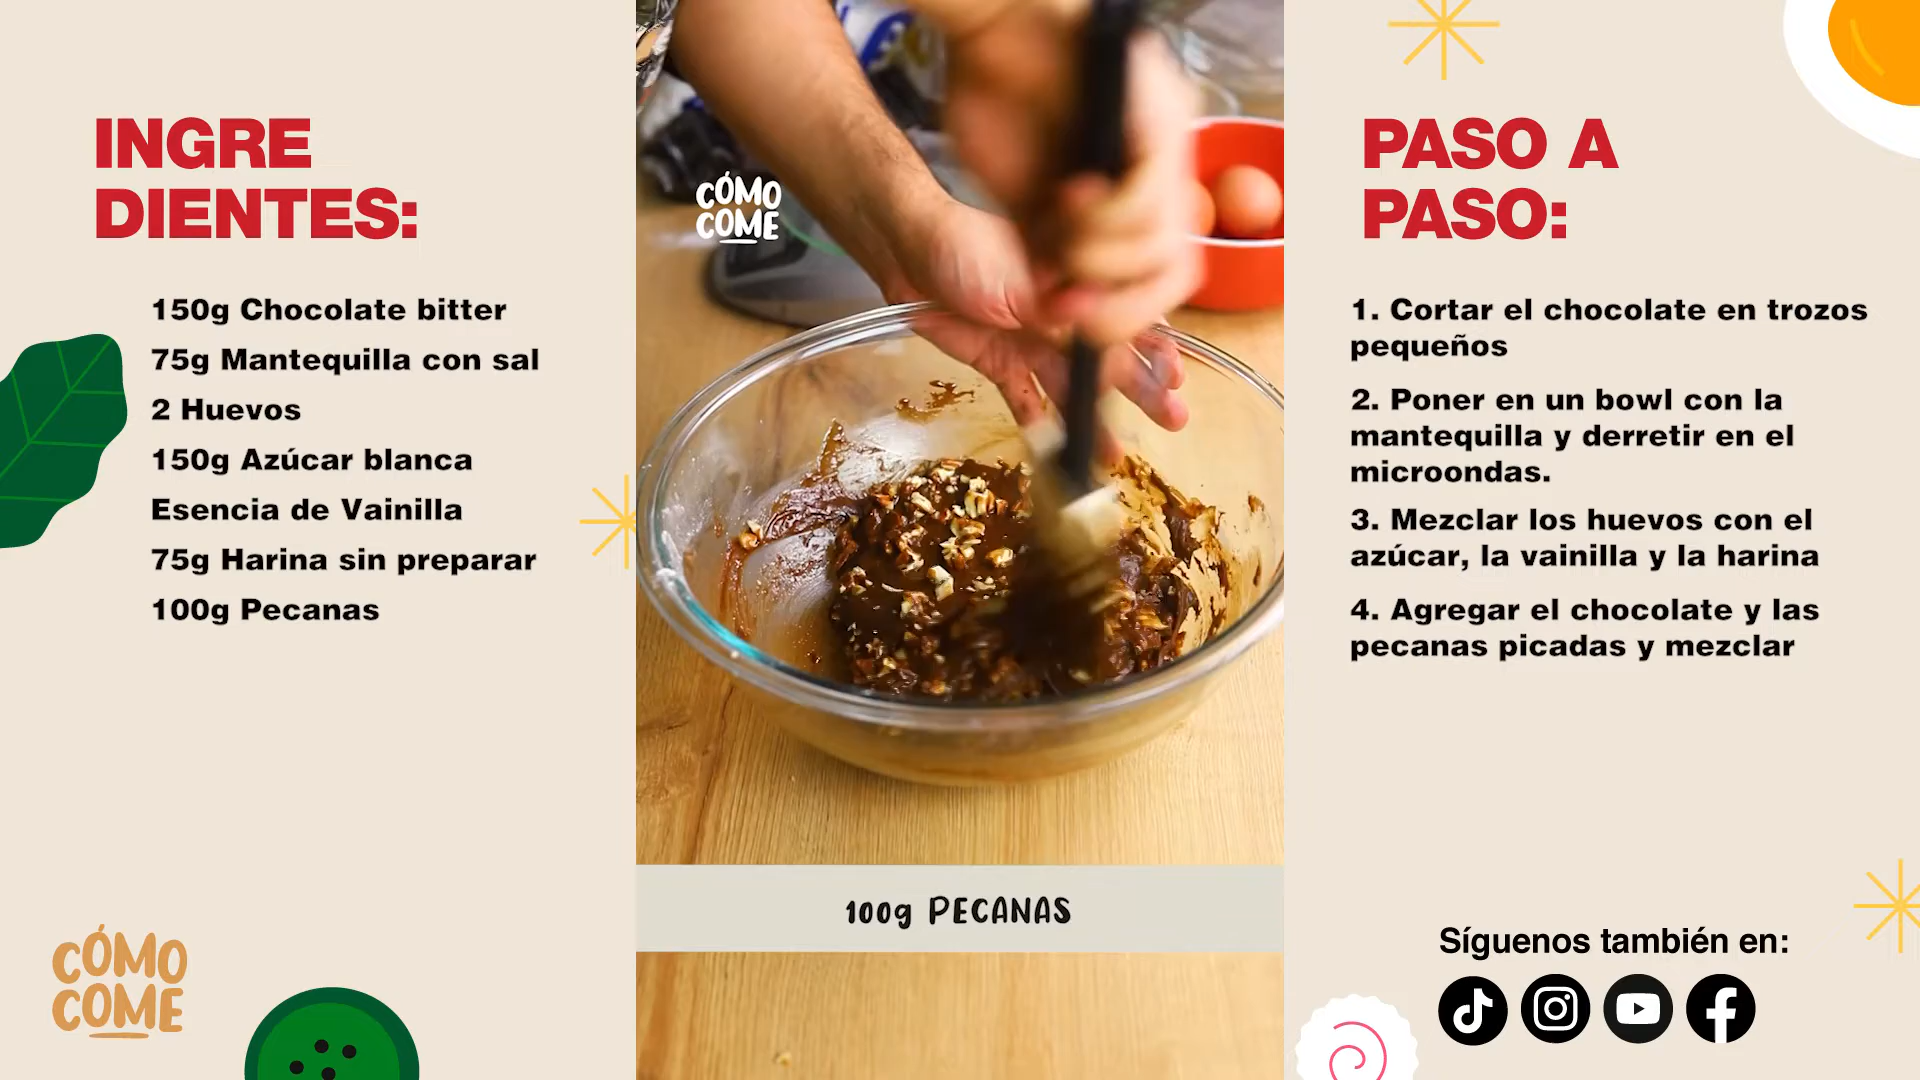 INGRE
DIENTES:
150g Chocolate bitter
75g Mantequilla con sal
2 Huevos
150g Azúcar blanca
Esencia de Vainilla
75g Harina sin preparar
100g Pecanas
CÓMO
COME
CÓMO
COME
100g PECANAS
PASO A
PASO:
1. Cortar el chocolate en trozos
pequeños
2. Poner en un bowl con la
mantequilla y derretir en el
microondas.
3. Mezclar los huevos con el
azúcar, la vainilla y la harina
4. Agregar el chocolate y las
pecanas picadas y mezclar
Síguenos también en: